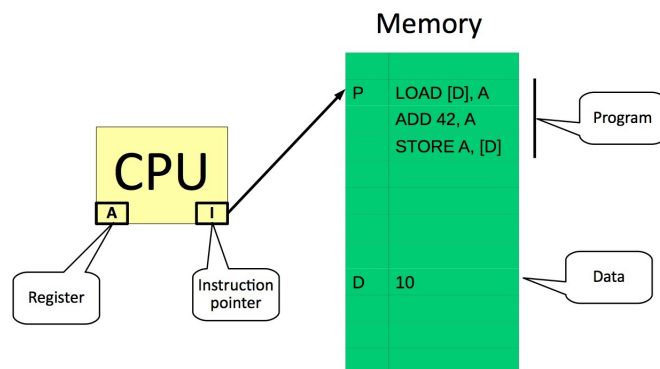 Memory
P LOAD [D], A
ADD 42, A
STORE A, [D]
Program
CPU
A I
Register
Instruction
pointer
D 10
Data